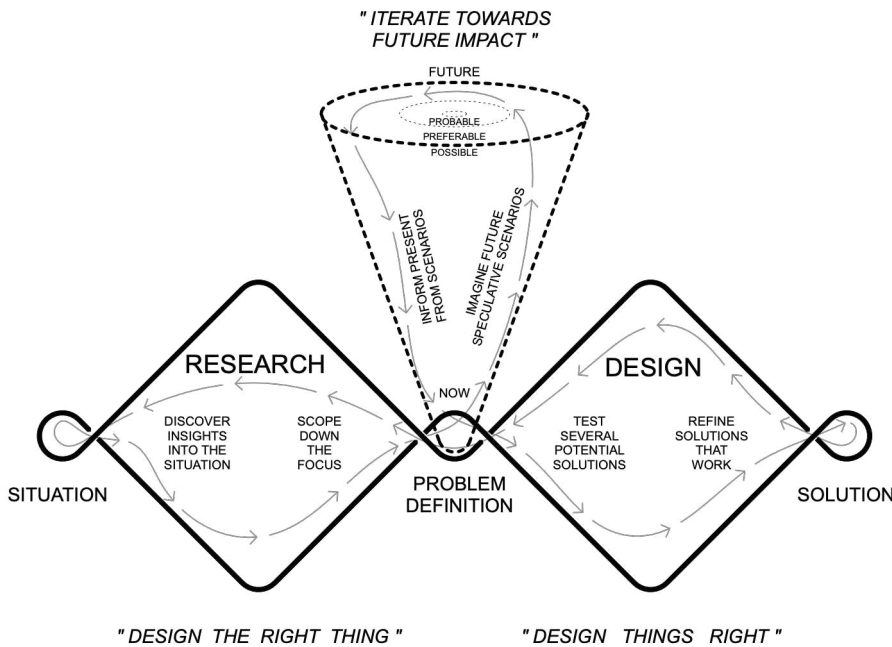 " ITERATE TOWARDS
FUTURE IMPACT "
FUTURE
PROBABLE
PREFERABLE
POSSIBLE
INFORM PRESENT
FROM SCENARIOS
IMAGINE FUTURE
SPECULATIVE SCENARIOS
RESEARCH
DISCOVER
INSIGHTS
INTO THE
SITUATION
SCOPE
DOWN
THE
FOCUS
NOW
DESIGN
TEST
SEVERAL
POTENTIAL
SOLUTIONS
REFINE
SOLUTIONS
THAT
WORK
SITUATION
PROBLEM
DEFINITION
SOLUTION
" DESIGN THE RIGHT THING "
" DESIGN THINGS RIGHT "